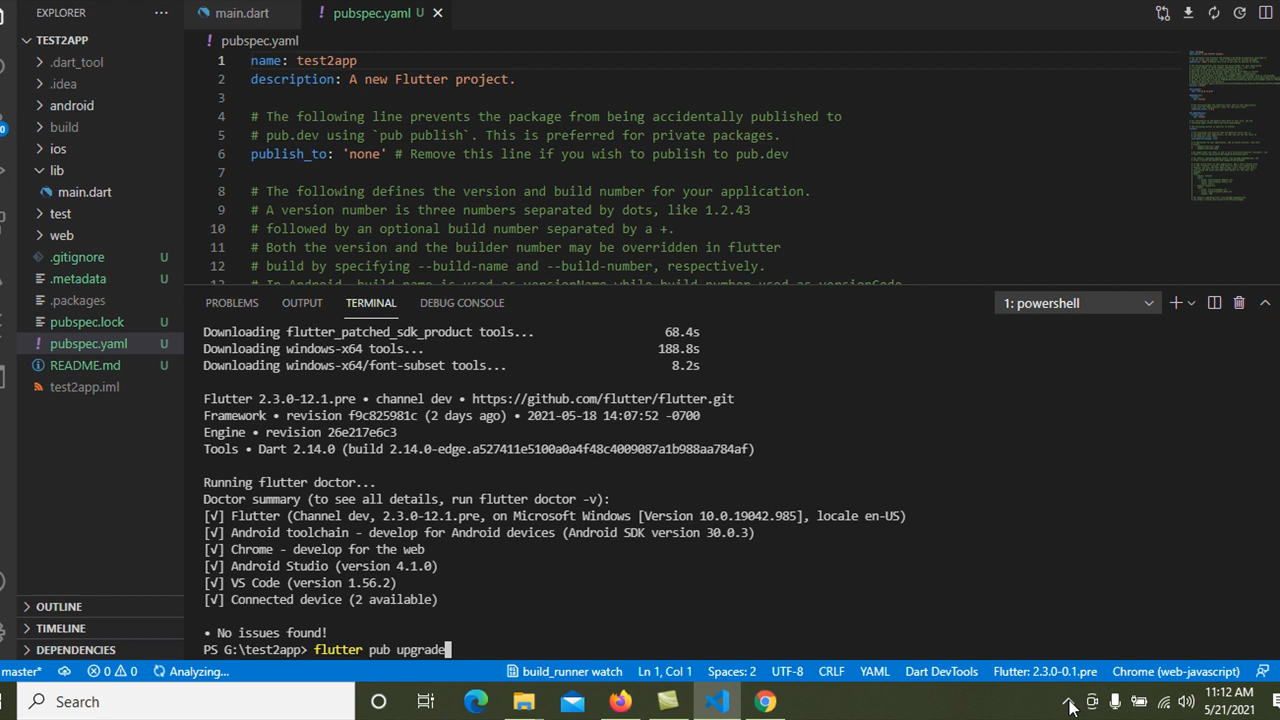 EXPLORER
TEST2APP
.dart_tool
.idea
android
build
ios
lib
main.dart
test
web
.gitignore U
.metadata U
.packages
pubspec.lock U
pubspec.yaml U
README.md U
test2app.iml
OUTLINE
TIMELINE
DEPENDENCIES
main.dart
! pubspec.yaml U
! pubspec.yaml
1 name: test2app
2 description: A new Flutter project.
3
4 # The following line prevents the package from being accidentally published to
5 # pub.dev using `pub publish`. This is preferred for private packages.
6 publish_to: 'none' # Remove this line if you wish to publish to pub.dev
7
8 # The following defines the version and build number for your application.
9 # A version number is three numbers separated by dots, like 1.2.43
10 # followed by an optional build number separated by a +.
11 # Both the version and the builder number may be overridden in flutter
12 # build by specifying --build-name and --build-number, respectively.
# In Android, build-name is used as versionName while build-number used as versionCode.
PROBLEMS OUTPUT TERMINAL DEBUG CONSOLE
1: powershell
Downloading flutter_patched_sdk_product tools... 68.4s
Downloading windows-x64 tools... 188.8s
Downloading windows-x64/font-subset tools... 8.2s
Flutter 2.3.0-12.1.pre • channel dev • https://github.com/flutter/flutter.git
Framework • revision f9c825981c (2 days ago) • 2021-05-18 14:07:52 -0700
Engine • revision 26e217e6c3
Tools • Dart 2.14.0 (build 2.14.0-edge.a527411e5100a0a4f48c4009087a1b988aa784af)
Running flutter doctor...
Doctor summary (to see all details, run flutter doctor -v):
[√] Flutter (Channel dev, 2.3.0-12.1.pre, on Microsoft Windows [Version 10.0.19042.985], locale en-US)
[√] Android toolchain - develop for Android devices (Android SDK version 30.0.3)
[√] Chrome - develop for the web
[√] Android Studio (version 4.1.0)
[√] VS Code (version 1.56.2)
[√] Connected device (2 available)
• No issues found!
PS G:\test2app> flutter pub upgrade
master* 0 0 Analyzing... build_runner watch Ln 1, Col 1 Spaces: 2 UTF-8 CRLF YAML Dart DevTools Flutter: 2.3.0-0.1.pre Chrome (web-javascript)
Search
11:12 AM
5/21/2021